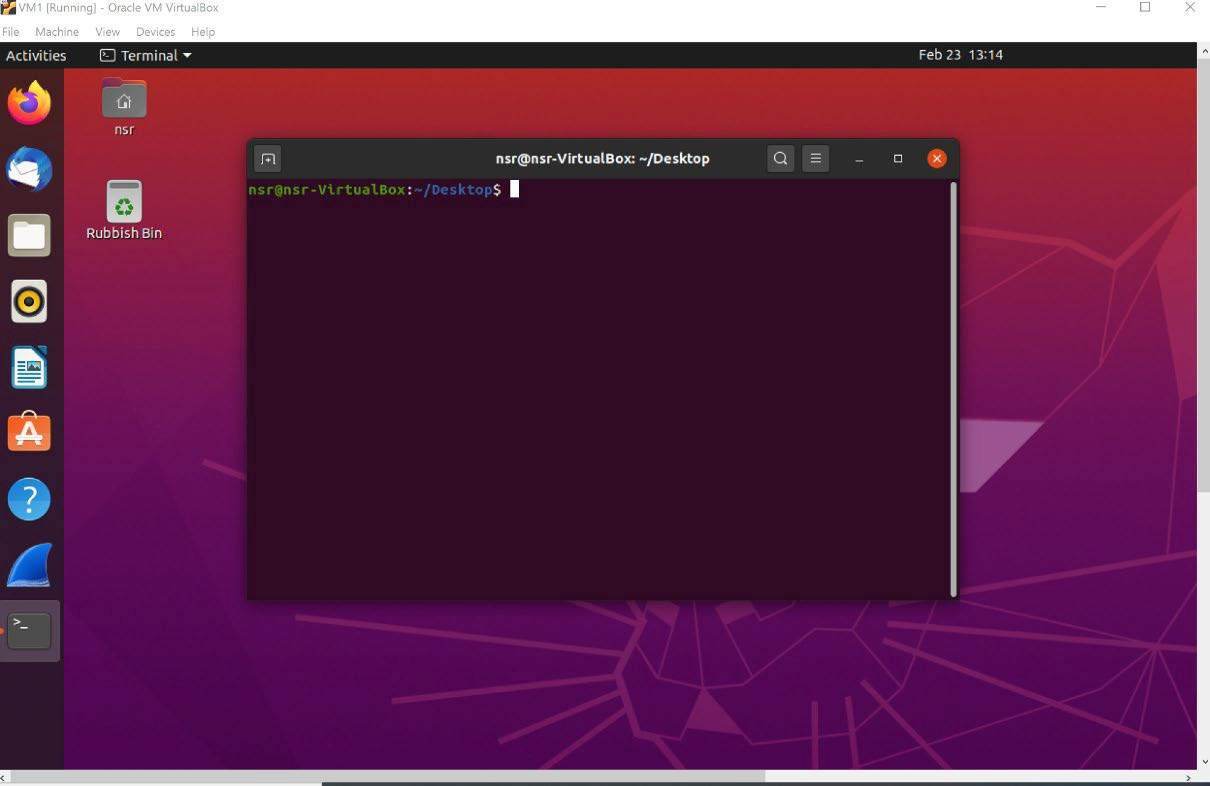 VM1 [Running] - Oracle VM VirtualBox
File Machine View Devices Help
Activities Terminal Feb 23 13:14
nsr
nsr@nsr-VirtualBox: ~/Desktop
nsr@nsr-VirtualBox:~/Desktop$
Rubbish Bin
?
>_